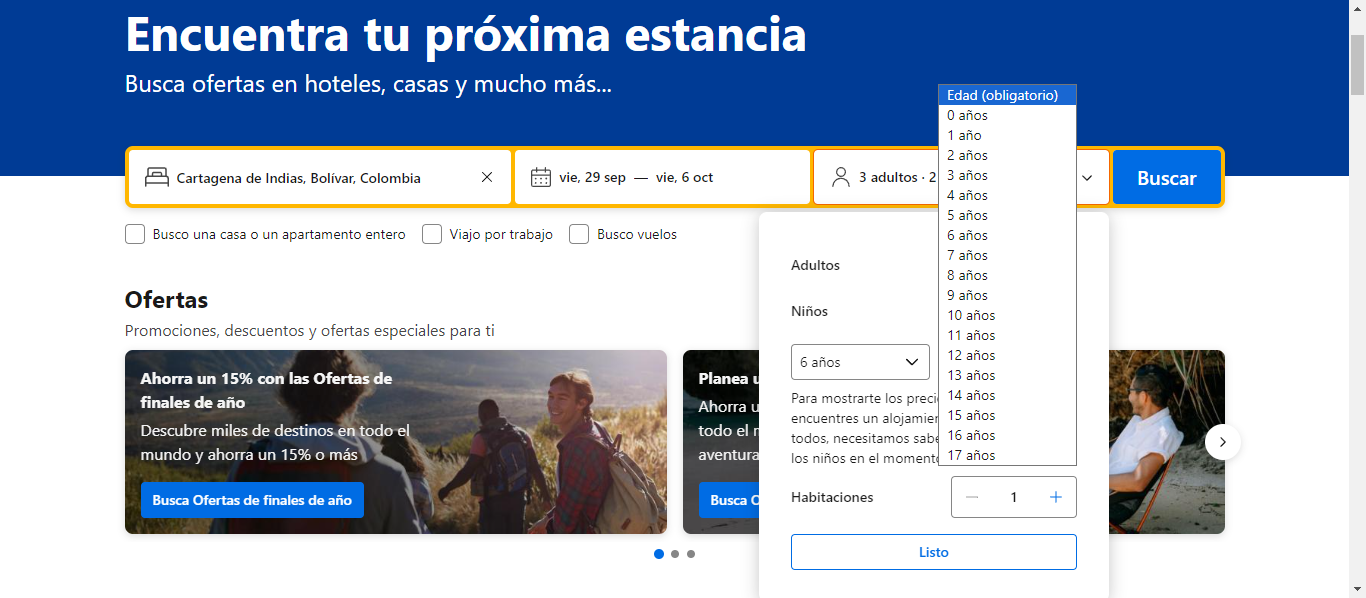 Encuentra tu próxima estancia
Busca ofertas en hoteles, casas y mucho más...
Cartagena de Indias, Bolívar, Colombia
vie, 29 sep — vie, 6 oct
3 adultos · 2
Buscar
Busco una casa o un apartamento entero
Viajo por trabajo
Busco vuelos
Edad (obligatorio)
0 años
1 año
2 años
3 años
4 años
5 años
6 años
7 años
8 años
9 años
10 años
11 años
12 años
13 años
14 años
15 años
16 años
17 años
Adultos
Niños
6 años
Para mostrarte los
encuentres un
todos, necesitamos
los niños en el
Habitaciones
1
Listo
Ofertas
Promociones, descuentos y ofertas especiales para ti
Ahorra un 15% con las Ofertas de
finales de año
Descubre miles de destinos en todo el
mundo y ahorra un 15% o más
Busca Ofertas de finales de año
Planea
Ahorra
todo el
aventura
Busca